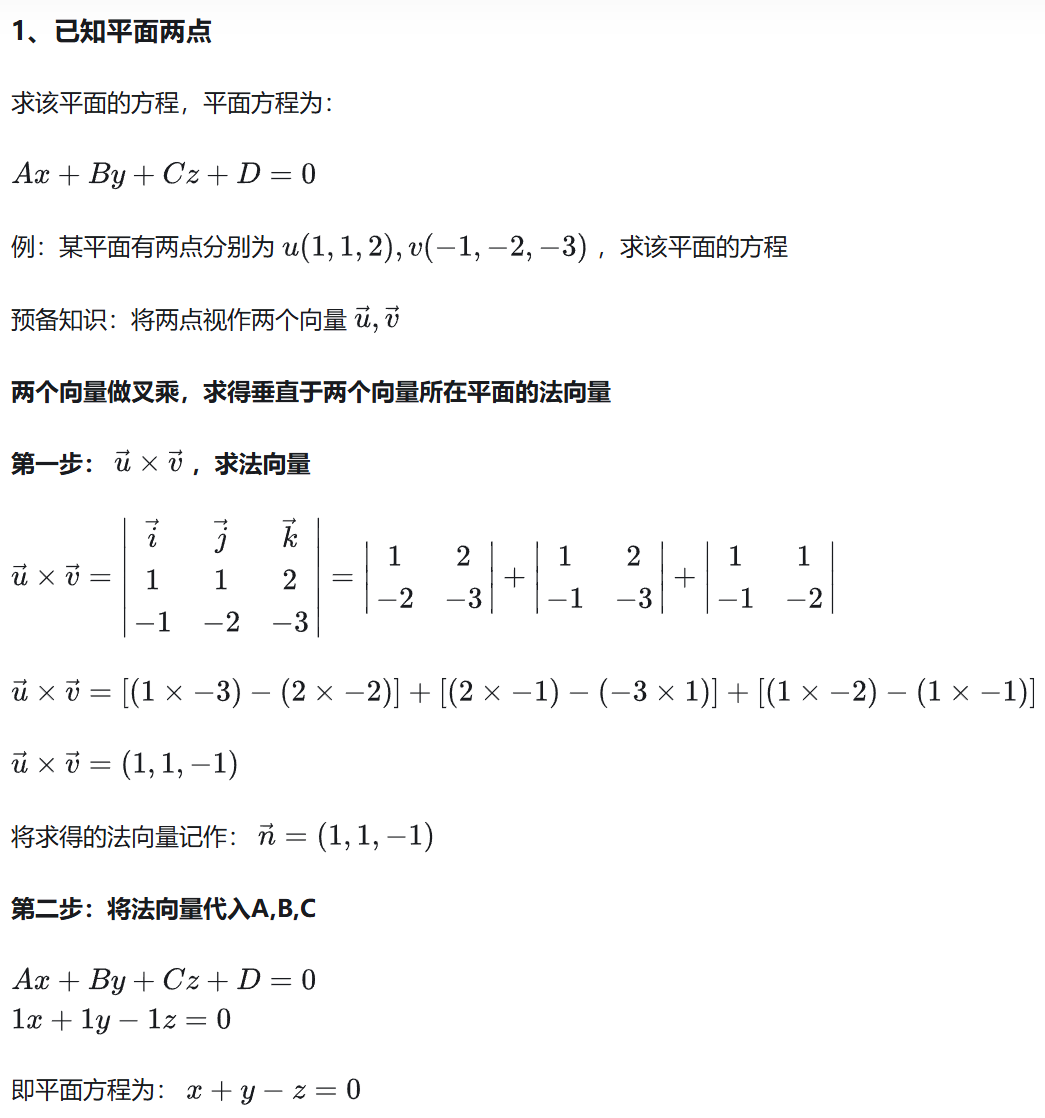 1、已知平面两点
求该平面的方程，平面方程为：
Ax + By + Cz + D = 0
例：某平面有两点分别为 u(1, 1, 2), v(−1, −2, −3) ，求该平面的方程
预备知识：将两点视作两个向量 \vec{u}, \vec{v}
两个向量做叉乘，求得垂直于两个向量所在平面的法向量
第一步： \vec{u} × \vec{v} ，求法向量
\vec{u} × \vec{v} = \begin{vmatrix} \vec{i} & \vec{j} & \vec{k} \\ 1 & 1 & 2 \\ -1 & -2 & -3 \end{vmatrix} = \begin{vmatrix} 1 & 2 \\ -2 & -3 \end{vmatrix} + \begin{vmatrix} 1 & 2 \\ -1 & -3 \end{vmatrix} + \begin{vmatrix} 1 & 1 \\ -1 & -2 \end{vmatrix}
\vec{u} × \vec{v} = [(1 × −3) − (2 × −2)] + [(2 × −1) − (−3 × 1)] + [(1 × −2) − (1 × −1)]
\vec{u} × \vec{v} = (1, 1, −1)
将求得的法向量记作： \vec{n} = (1, 1, −1)
第二步：将法向量代入A,B,C
Ax + By + Cz + D = 0
1x + 1y − 1z = 0
即平面方程为： x + y − z = 0